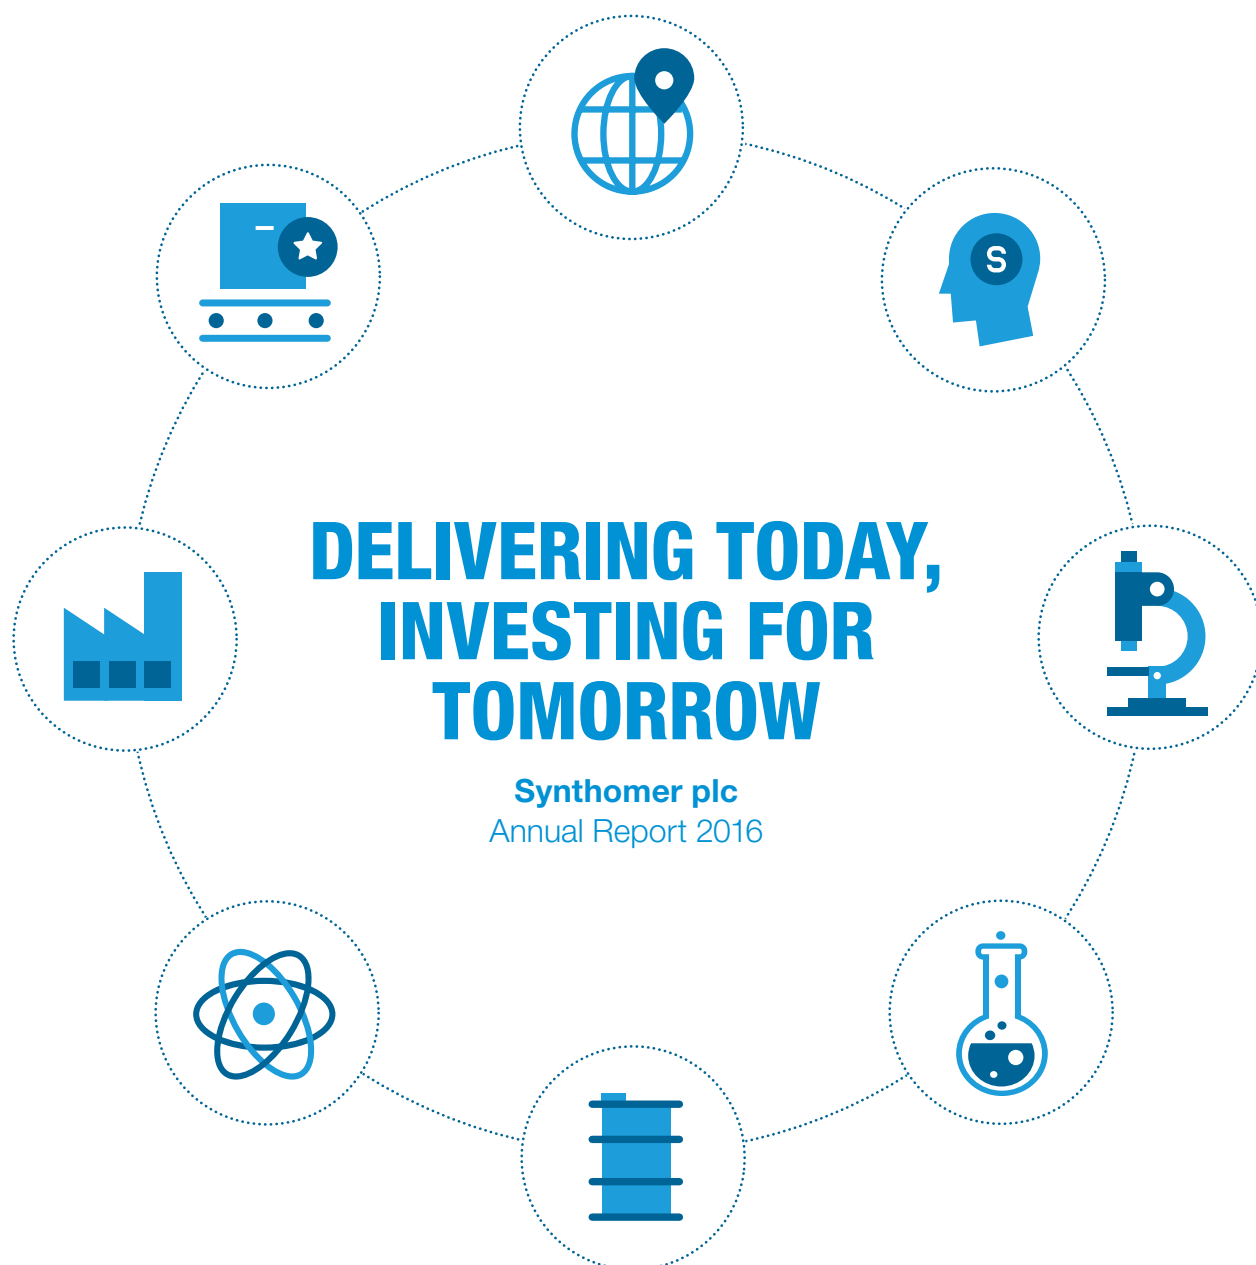 S
DELIVERING TODAY,
INVESTING FOR
TOMORROW
Synthomer plc
Annual Report 2016